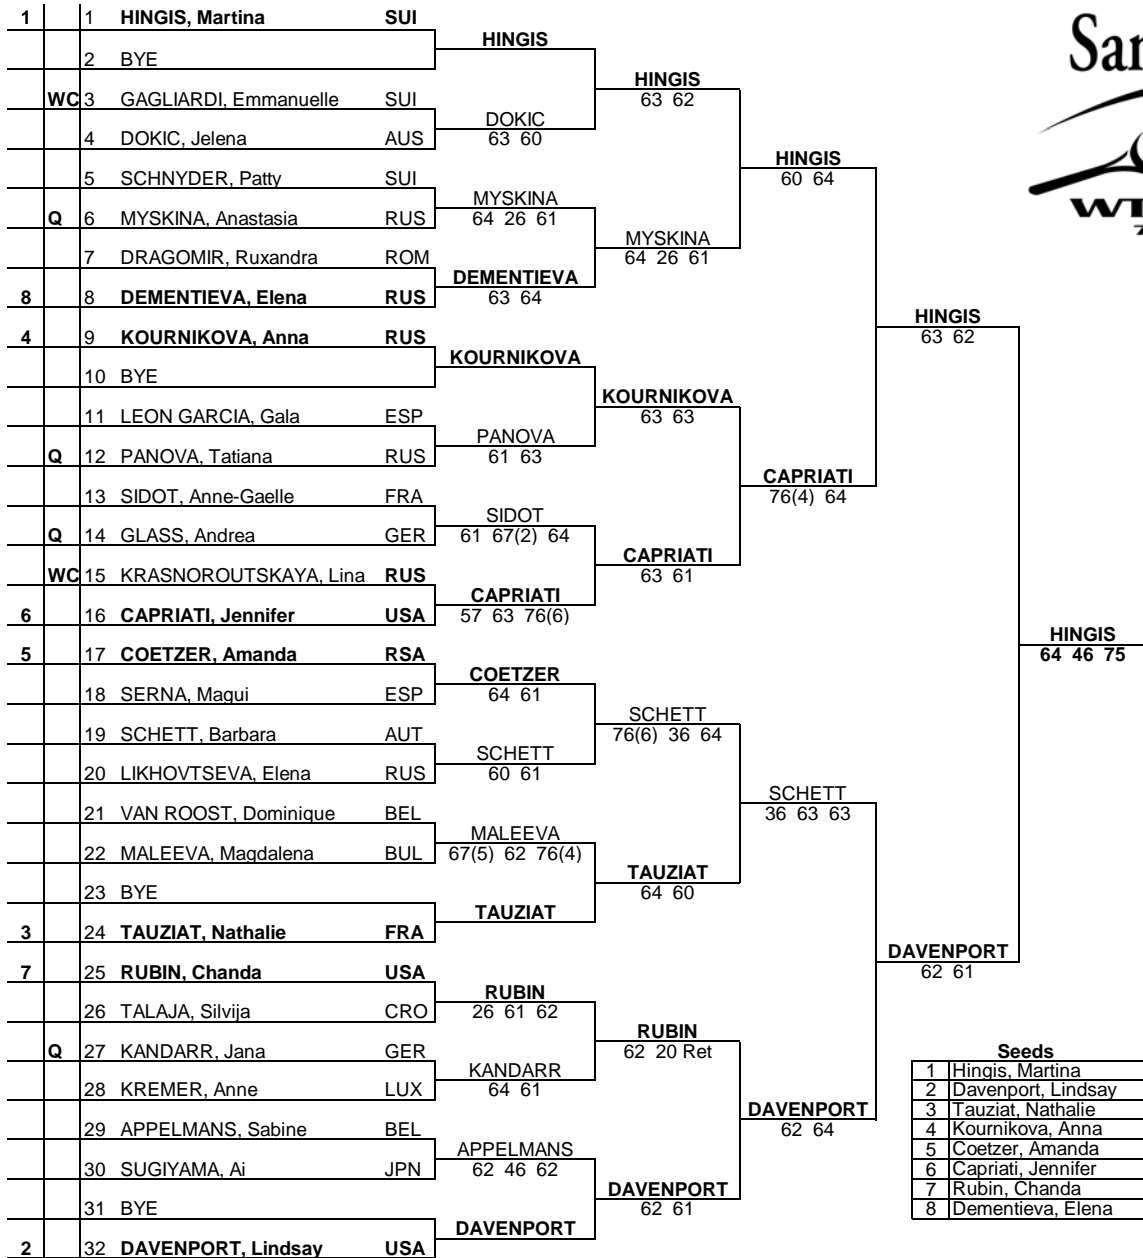 1 1 HINGIS, Martina SUI
2 BYE
WC 3 GAGLIARDI, Emmanuelle SUI
4 DOKIC, Jelena AUS
5 SCHNYDER, Patty SUI
Q 6 MYSKINA, Anastasia RUS
7 DRAGOMIR, Ruxandra ROM
8 8 DEMENTIEVA, Elena RUS
4 9 KOURNIKOVA, Anna RUS
10 BYE
11 LEON GARCIA, Gala ESP
Q 12 PANOVA, Tatiana RUS
13 SIDOT, Anne-Gaelle FRA
Q 14 GLASS, Andrea GER
WC 15 KRASNOROUTSKAYA, Lina RUS
6 16 CAPRIATI, Jennifer USA
5 17 COETZER, Amanda RSA
18 SERNA, Magui ESP
19 SCHETT, Barbara AUT
20 LIKHOVTSEVA, Elena RUS
21 VAN ROOST, Dominique BEL
22 MALEEVA, Magdalena BUL
23 BYE
3 24 TAUZIAT, Nathalie FRA
7 25 RUBIN, Chanda USA
26 TALAJA, Silvija CRO
Q 27 KANDARR, Jana GER
28 KREMER, Anne LUX
29 APPELMANS, Sabine BEL
30 SUGIYAMA, Ai JPN
31 BYE
2 32 DAVENPORT, Lindsay USA
HINGIS
DOKIC
63 60
MYSKINA
64 26 61
DEMENTIEVA
63 64
KOURNIKOVA
PANOVA
61 63
SIDOT
61 67(2) 64
CAPRIATI
57 63 76(6)
COETZER
64 61
SCHETT
60 61
MALEEVA
67(5) 62 76(4)
TAUZIAT
RUBIN
26 61 62
KANDARR
64 61
APPELMANS
62 46 62
DAVENPORT
HINGIS
63 62
MYSKINA
64 26 61
KOURNIKOVA
63 63
CAPRIATI
63 61
SCHETT
76(6) 36 64
TAUZIAT
64 60
RUBIN
62 20 Ret
DAVENPORT
62 61
HINGIS
60 64
CAPRIATI
76(4) 64
SCHETT
36 63 63
DAVENPORT
62 64
HINGIS
63 62
DAVENPORT
62 61
HINGIS
64 46 75
Seeds
1 Hingis, Martina
2 Davenport, Lindsay
3 Tauziat, Nathalie
4 Kournikova, Anna
5 Coetzer, Amanda
6 Capriati, Jennifer
7 Rubin, Chanda
8 Dementieva, Elena